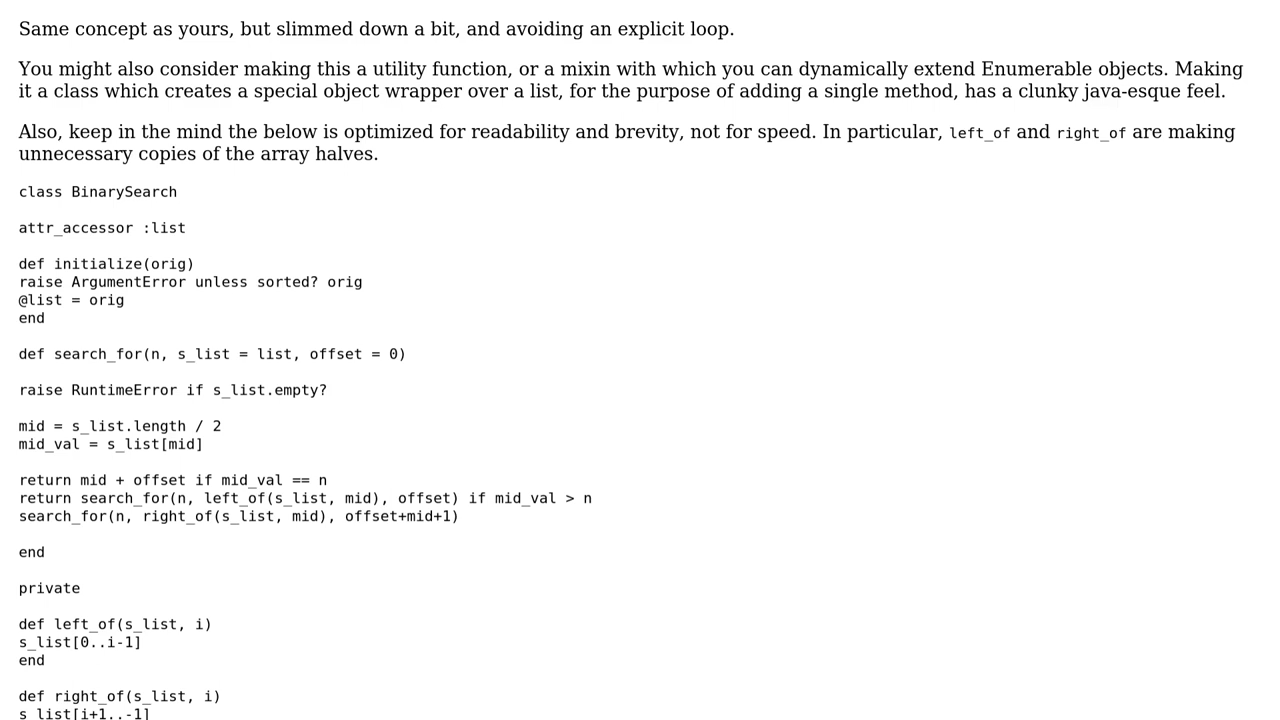 Same concept as yours, but slimmed down a bit, and avoiding an explicit loop.
You might also consider making this a utility function, or a mixin with which you can dynamically extend Enumerable objects. Making
it a class which creates a special object wrapper over a list, for the purpose of adding a single method, has a clunky java-esque feel.
Also, keep in the mind the below is optimized for readability and brevity, not for speed. In particular, left_of and right_of are making
unnecessary copies of the array halves.
class BinarySearch
attr_accessor :list
def initialize(orig)
raise ArgumentError unless sorted? orig
@list = orig
end
def search_for(n, s_list = list, offset = 0)
raise RuntimeError if s_list.empty?
mid = s_list.length / 2
mid_val = s_list[mid]
return mid + offset if mid_val == n
return search_for(n, left_of(s_list, mid), offset) if mid_val > n
search_for(n, right_of(s_list, mid), offset+mid+1)
end
private
def left_of(s_list, i)
s_list[0..i-1]
end
def right_of(s_list, i)
s_list[i+1..-1]